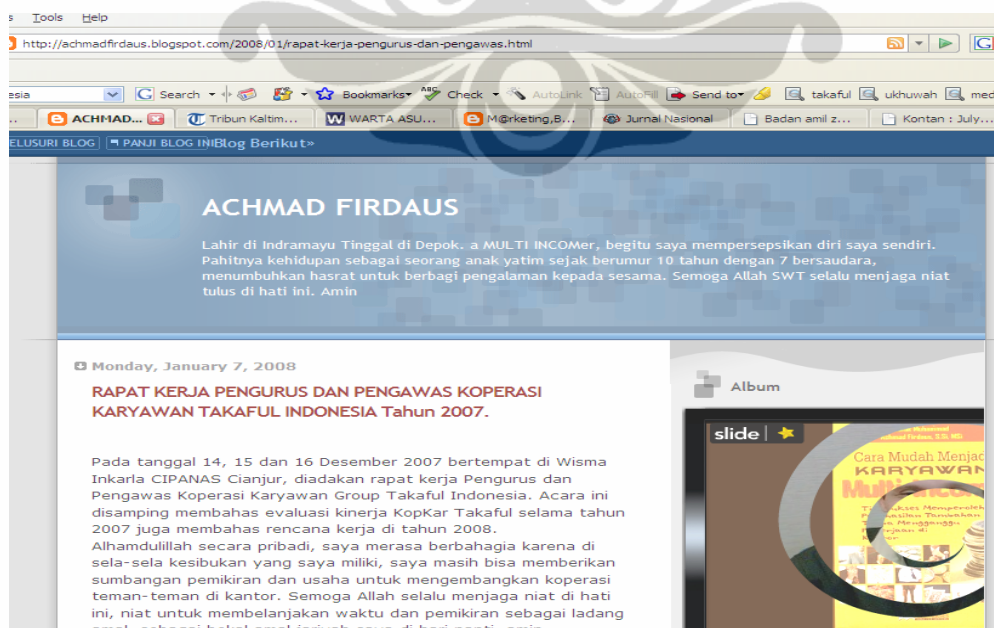 s Tools Help
http://achmadfirdaus.blogspot.com/2008/01/rapat-kerja-pengurus-dan-pengawas.html G
esia G Search Bookmarks ABC Check AutoLink AutoFill Send to takaful ukhuwah med
... ACHMAD... Tribun Kaltim... W WARTA ASU... M@rketing,B... Jurnal Nasional Badan amil z... Kontan : July...
ELUSURI BLOG PANJI BLOG INI Blog Berikut»
ACHMAD FIRDAUS
Lahir di Indramayu Tinggal di Depok. a MULTI INCOMer, begitu saya mempersepsikan diri saya sendiri.
Pahitnya kehidupan sebagai seorang anak yatim sejak berumur 10 tahun dengan 7 bersaudara,
menumbuhkan hasrat untuk berbagi pengalaman kepada sesama. Semoga Allah SWT selalu menjaga niat
tulus di hati ini. Amin
Monday, January 7, 2008
RAPAT KERJA PENGURUS DAN PENGAWAS KOPERASI
KARYAWAN TAKAFUL INDONESIA Tahun 2007.
Pada tanggal 14, 15 dan 16 Desember 2007 bertempat di Wisma
Inkarla CIPANAS Cianjur, diadakan rapat kerja Pengurus dan
Pengawas Koperasi Karyawan Group Takaful Indonesia. Acara ini
disamping membahas evaluasi kinerja KopKar Takaful selama tahun
2007 juga membahas rencana kerja di tahun 2008.
Alhamdulillah secara pribadi, saya merasa berbahagia karena di
sela-sela kesibukan yang saya miliki, saya masih bisa memberikan
sumbangan pemikiran dan usaha untuk mengembangkan koperasi
teman-teman di kantor. Semoga Allah selalu menjaga niat di hati
ini, niat untuk membelanjakan waktu dan pemikiran sebagai ladang
Album
slide
Cara Mudah Menjad
KARYAWAN
Multi Incom